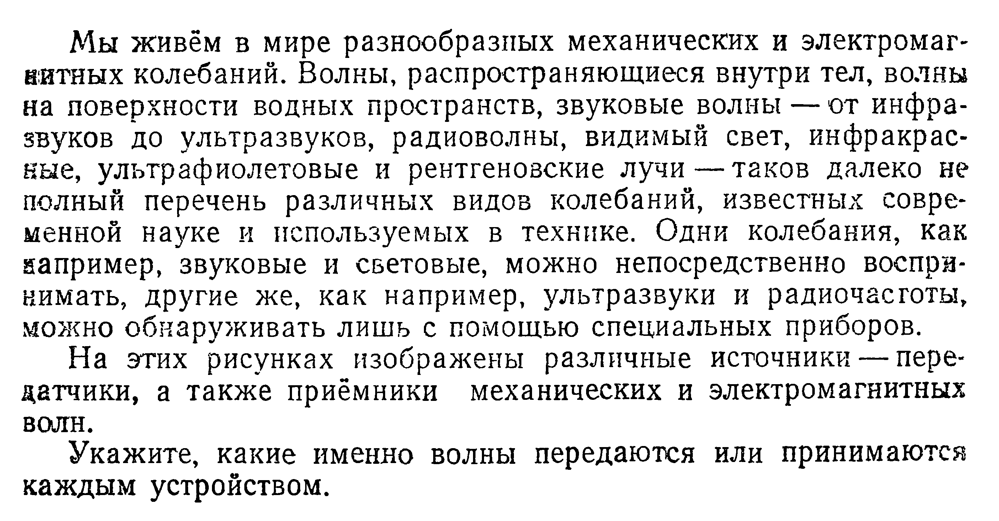 Мы живём в мире разнообразных механических и электромаг-
нитных колебаний. Волны, распространяющиеся внутри тел, волны
на поверхности водных пространств, звуковые волны — от инфра-
звуков до ультразвуков, радиоволны, видимый свет, инфракрас-
ные, ультрафиолетовые и рентгеновские лучи — таков далеко не
полный перечень различных видов колебаний, известных совре-
менной науке и используемых в технике. Одни колебания, как
например, звуковые и световые, можно непосредственно воспри-
нимать, другие же, как например, ультразвуки и радиочастоты,
можно обнаруживать лишь с помощью специальных приборов.
На этих рисунках изображены различные источники — пере-
датчики, а также приёмники механических и электромагнитных
волн.
Укажите, какие именно волны передаются или принимаются
каждым устройством.